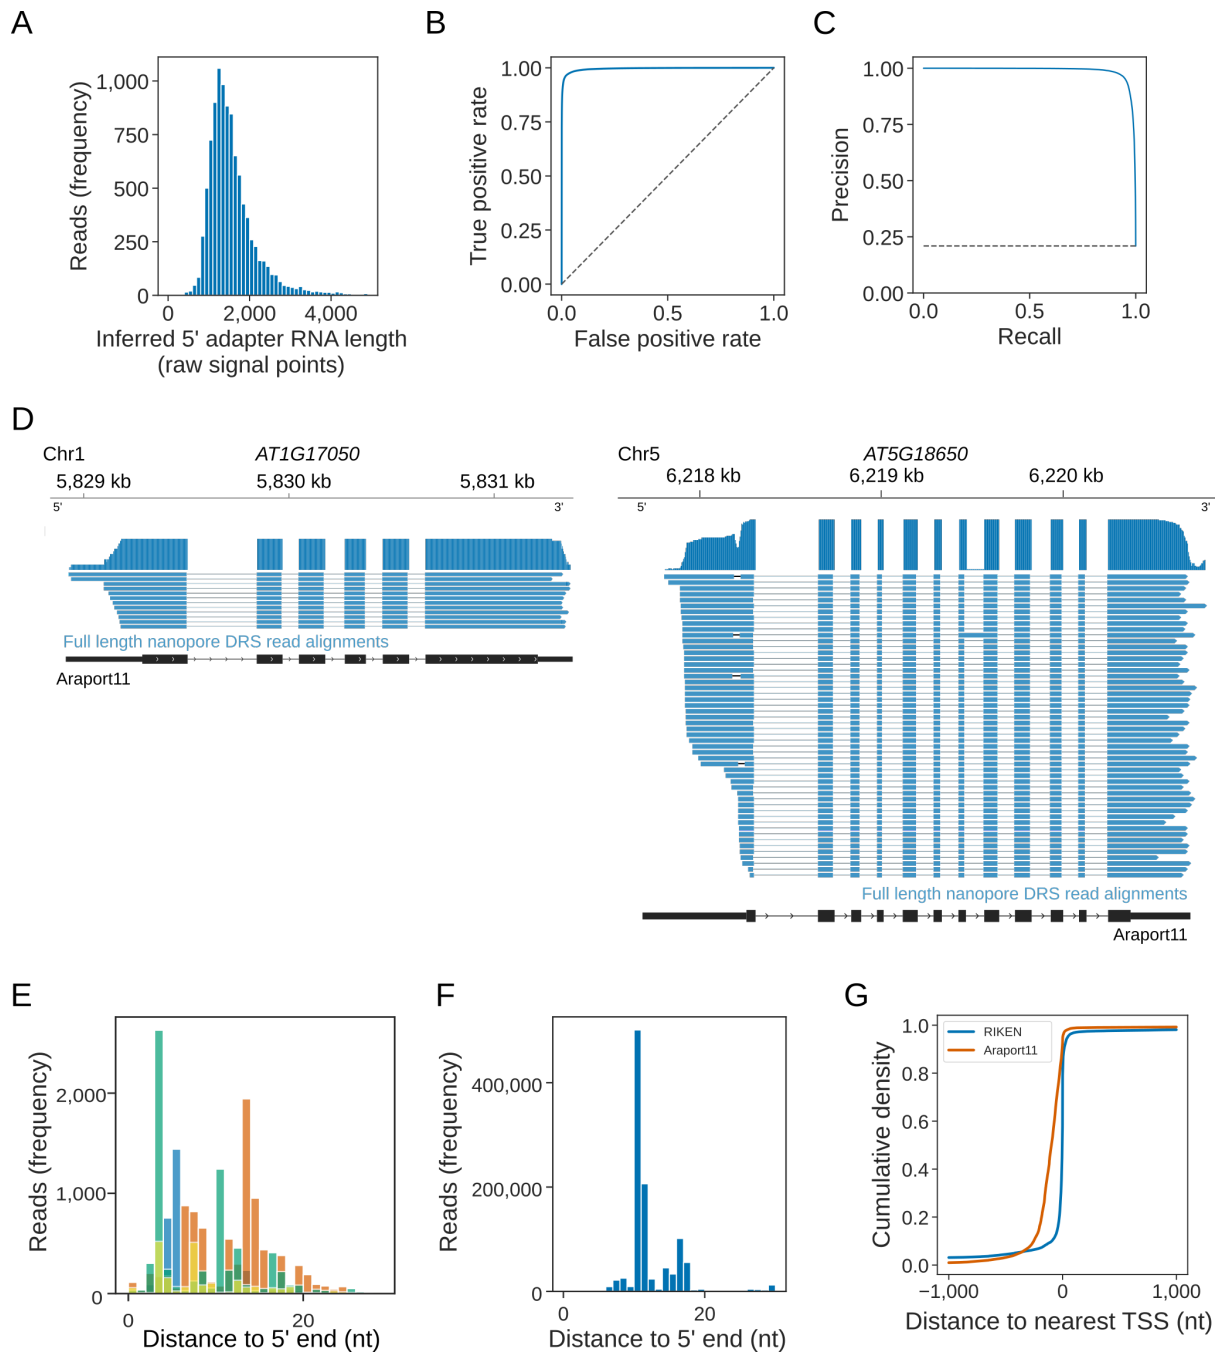 A
B
C
1,000
750
500
250
0
Reads (frequency)
0
2,000
4,000
Inferred 5' adapter RNA length
(raw signal points)
1.00
0.75
0.50
0.25
0.00
True positive rate
0.0
0.5
1.0
False positive rate
1.00
0.75
0.50
0.25
0.00
Precision
0.0
0.5
1.0
Recall
D
Chr1
AT1G17050
5,829 kb
5,830 kb
5,831 kb
5'
3'
Full length nanopore DRS read alignments
Araport11
Chr5
AT5G18650
6,218 kb
6,219 kb
6,220 kb
5'
3'
Full length nanopore DRS read alignments
Araport11
E
F
G
2,000
1,000
0
Reads (frequency)
0
20
Distance to 5' end (nt)
400,000
200,000
0
Reads (frequency)
0
20
Distance to 5' end (nt)
RIKEN
Araport11
1.0
0.8
0.6
0.4
0.2
0.0
Cumulative density
−1,000
0
1,000
Distance to nearest TSS (nt)